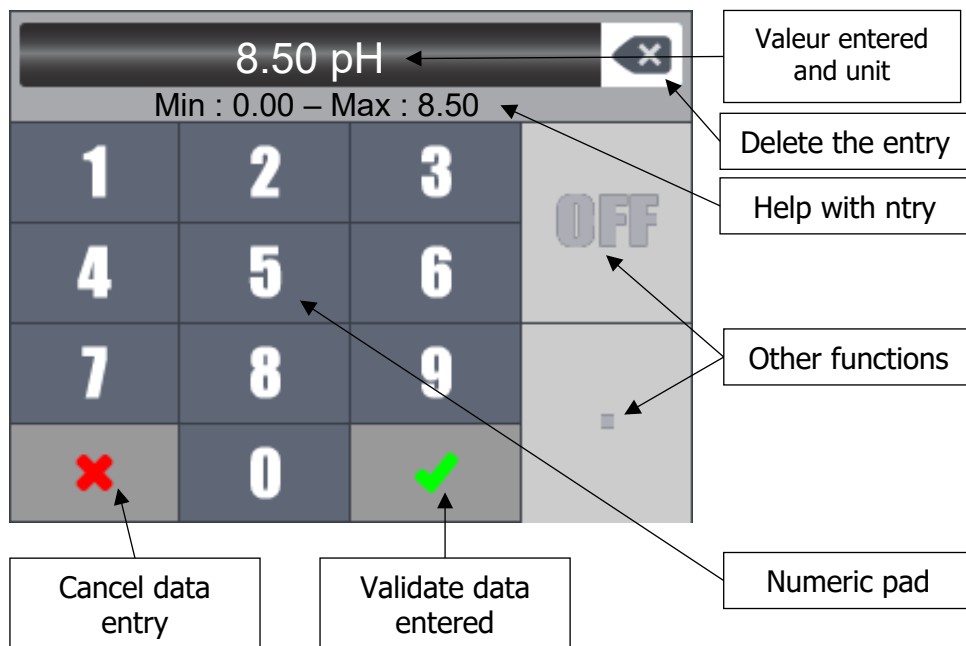 8.50 pH
Min : 0.00 – Max : 8.50
1 2 3
OFF
4 5 6
7 8 9
.
0
Valeur entered
and unit
Delete the entry
Help with ntry
Other functions
Numeric pad
Cancel data
entry
Validate data
entered